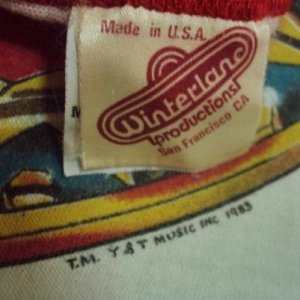 Made in U.S.A.
Winterland
productions
San Francisco CA
M
T.M. Y&T MUSIC INC 1983